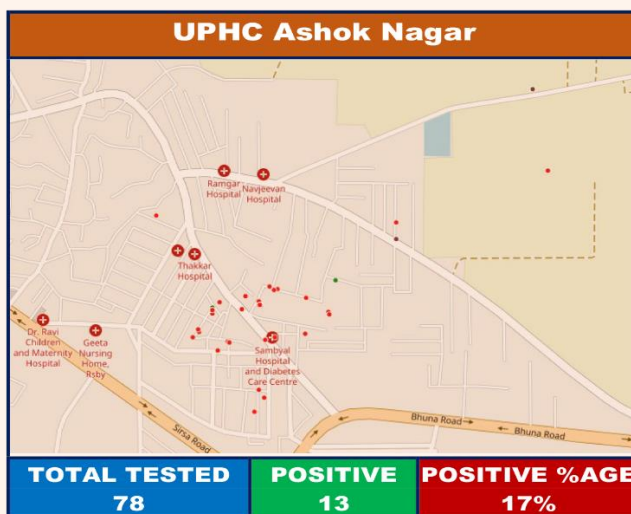 UPHC Ashok Nagar
Ramgar
Hospital
Navjeevan
Hospital
Thakkar
Hospital
Dr. Ravi
Children
and Maternity
Hospital
Geeta
Nursing
Home,
Rsby
Sambyal
Hospital
and Diabetes
Care Centre
Sirsa Road
Bhuna Road
Bhuna Road
TOTAL TESTED
78
POSITIVE
13
POSITIVE %AGE
17%